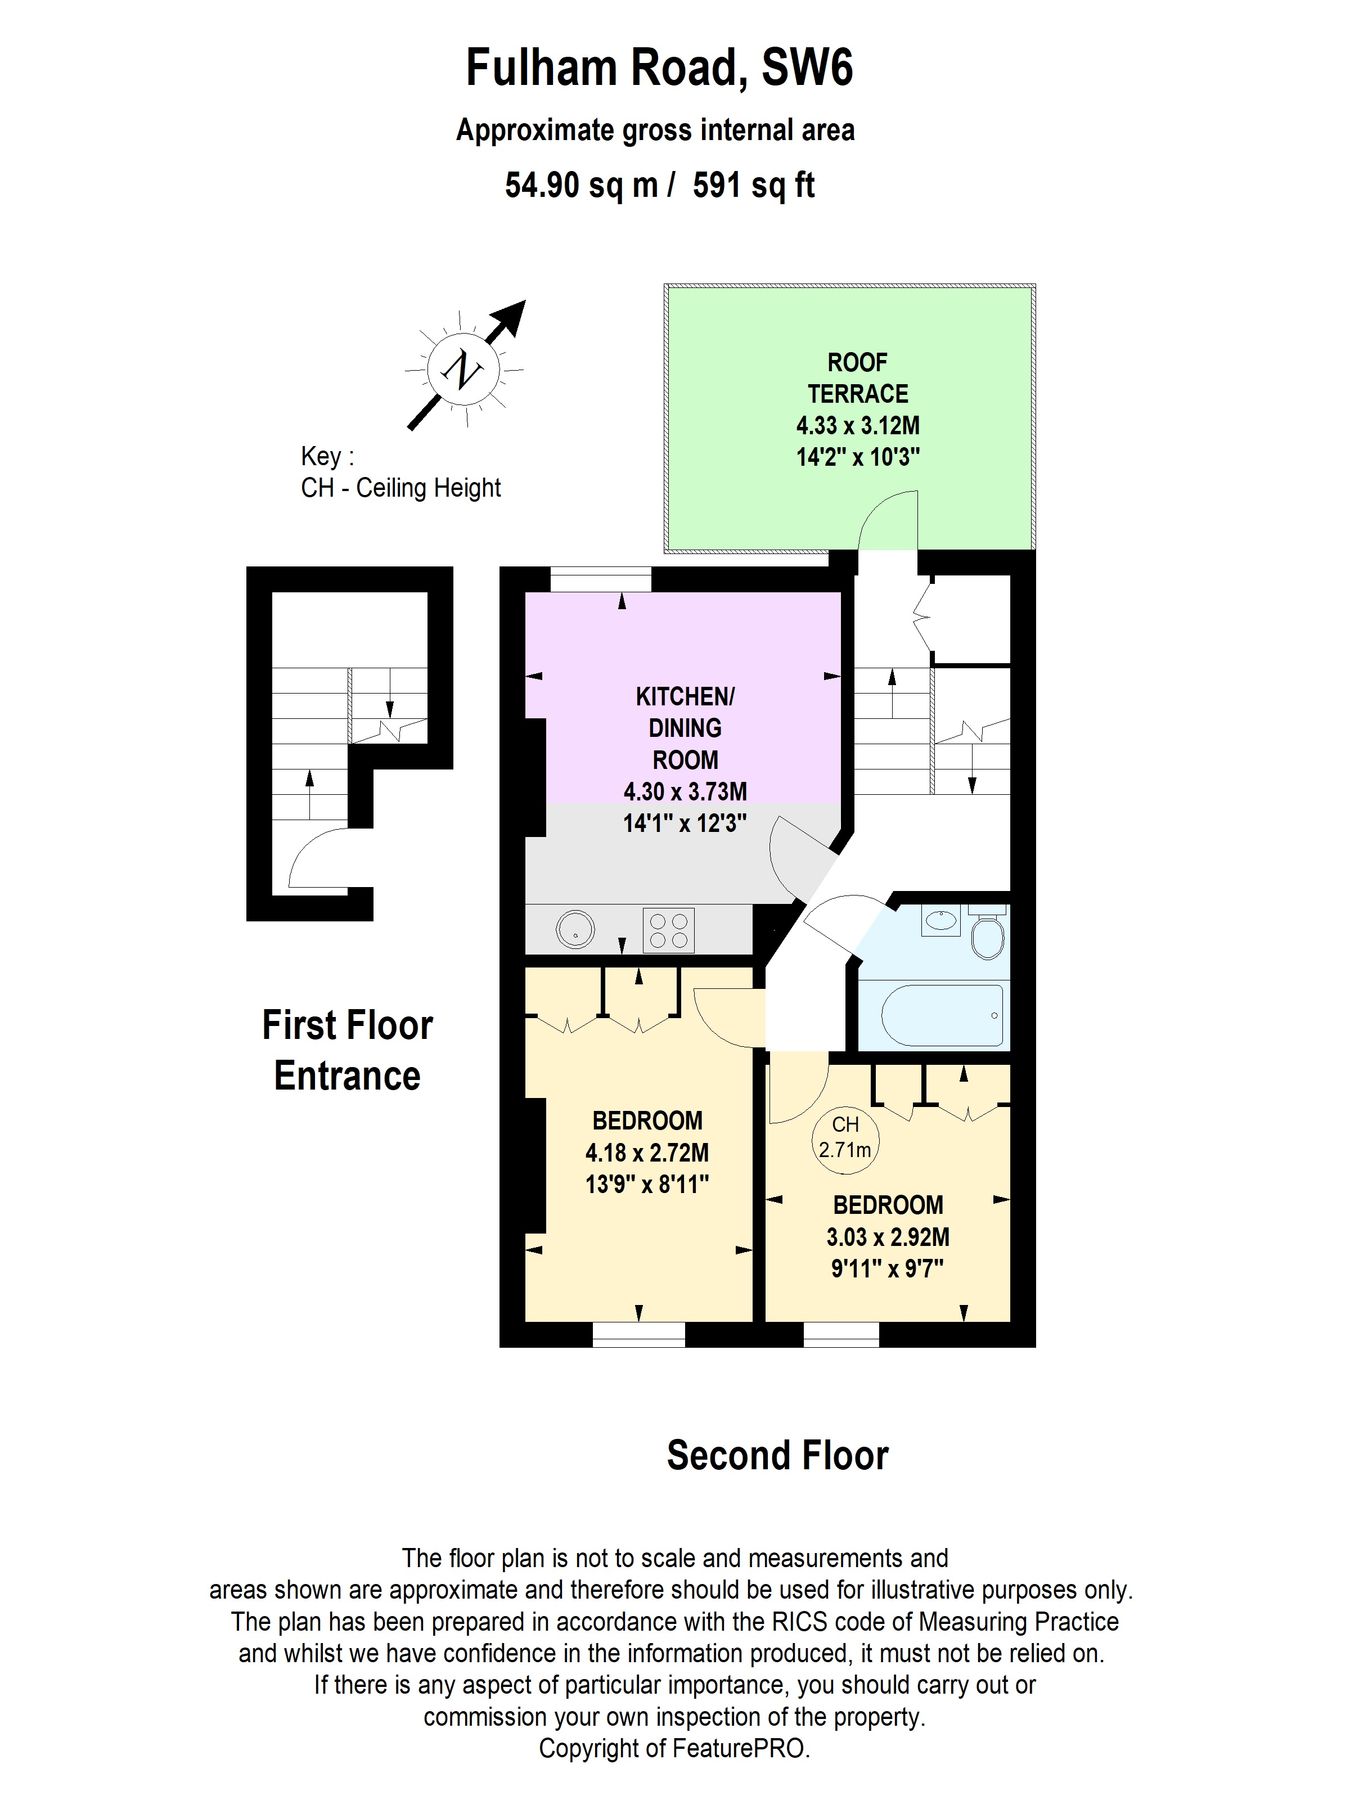 Fulham Road, SW6
Approximate gross internal area
54.90 sq m /  591 sq ft
N
Key :
CH - Ceiling Height
ROOF
TERRACE
4.33 x 3.12M
14'2" x 10'3"
KITCHEN/
DINING
ROOM
4.30 x 3.73M
14'1" x 12'3"
First Floor
Entrance
BEDROOM
4.18 x 2.72M
13'9" x 8'11"
CH
2.71m
BEDROOM
3.03 x 2.92M
9'11" x 9'7"
Second Floor
The floor plan is not to scale and measurements and
areas shown are approximate and therefore should be used for illustrative purposes only.
The plan has been prepared in accordance with the RICS code of Measuring Practice
and whilst we have confidence in the information produced, it must not be relied on.
If there is any aspect of particular importance, you should carry out or
commission your own inspection of the property.
Copyright of FeaturePRO.